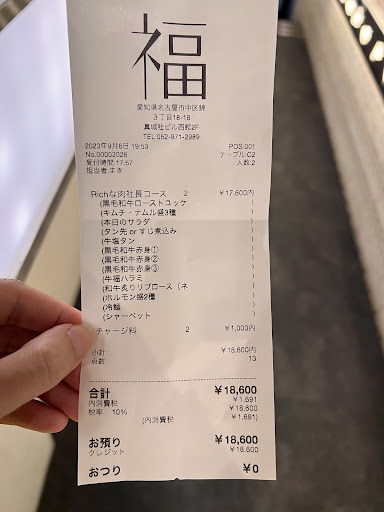 福
愛知県名古屋市中区錦
3丁目18-18
真城社ビル西館2F
TEL:052-971-2989
2023年9月6日 19:53 POS:001
No.00002026 テーブル:C2
受付時間:17:57 人数:2
担当者:まき
Richな肉社長コース 2 ￥17,600内
(黒毛和牛ローストユッケ )
(キムチ・ナムル盛3種 )
(本日のサラダ )
(タン先 or すじ煮込み )
(牛塩タン )
(黒毛和牛赤身① )
(黒毛和牛赤身② )
(黒毛和牛赤身③ )
(牛福ハラミ )
(和牛炙りリブロース（ネ )
(ホルモン盛2種 )
(冷麺 )
(シャーベット )
チャージ料 2 ￥1,000内
小計 ￥18,600内
点数 13
合計 ￥18,600
内消費税 ￥1,691
税率 10% ￥18,600
(内消費税 ￥1,691)
お預り ￥18,600
クレジット ￥18,600
おつり ￥0